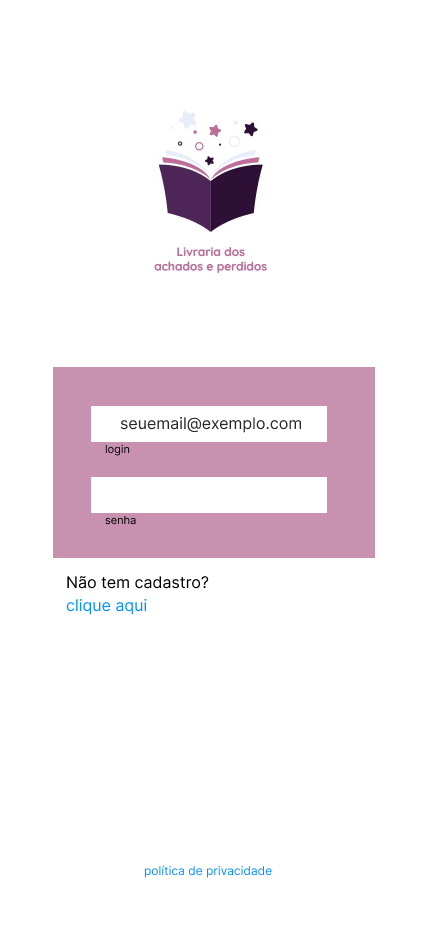 Livraria dos
achados e perdidos
seuemail@exemplo.com
login
senha
Não tem cadastro?
clique aqui
política de privacidade